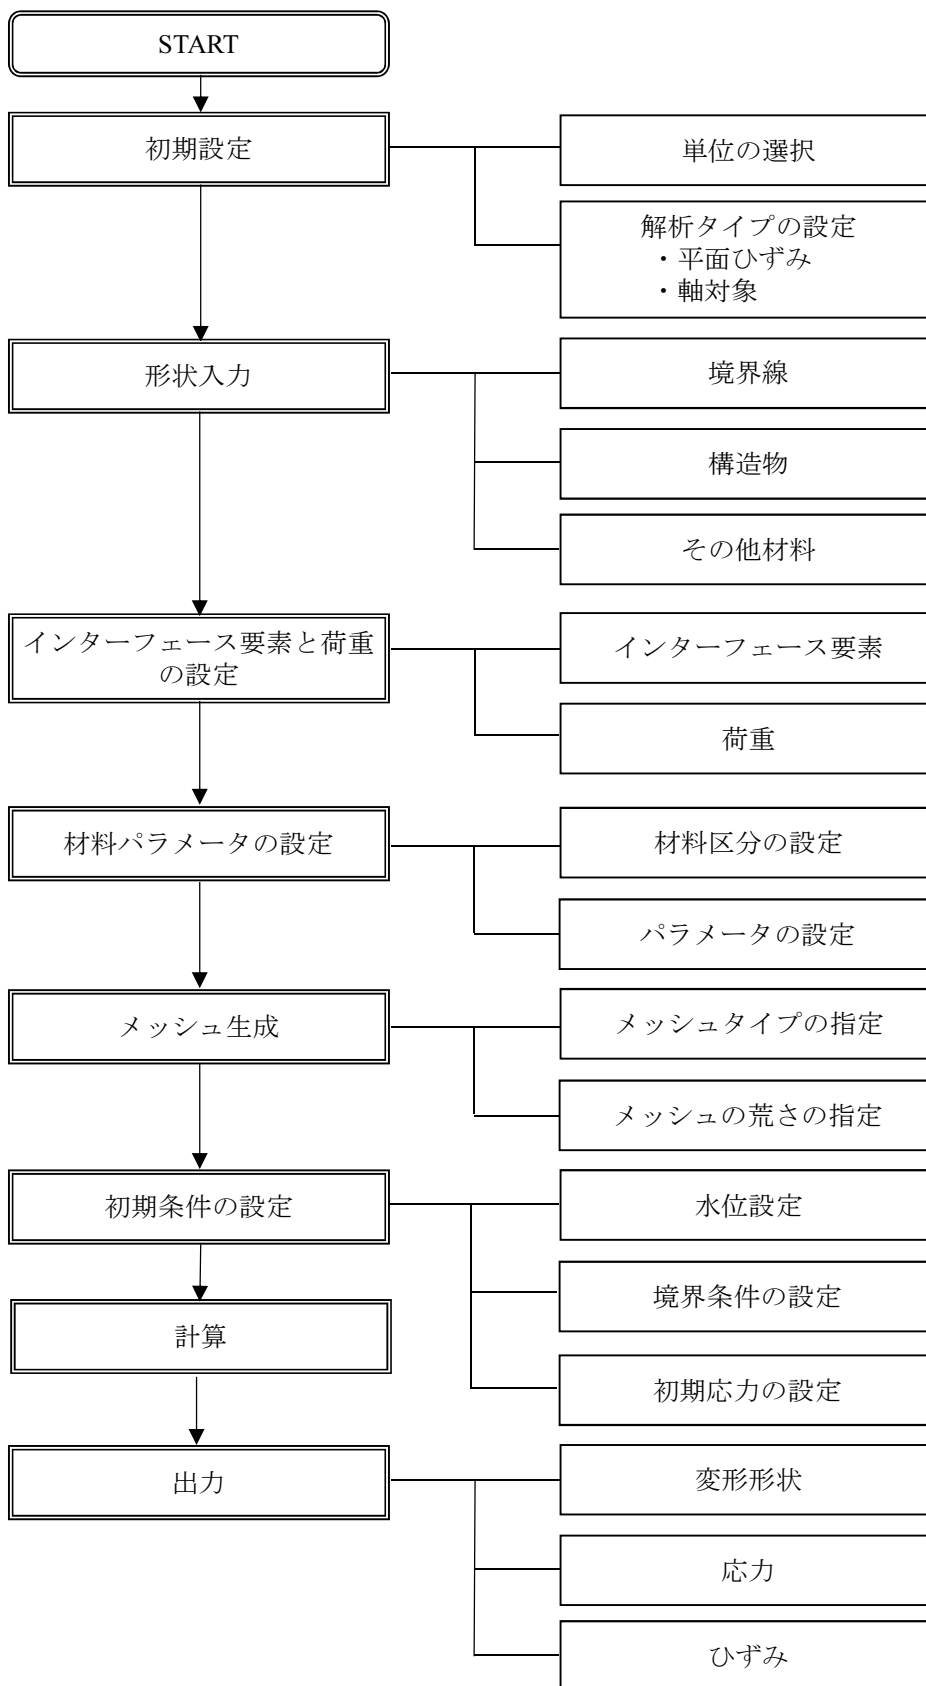 START
初期設定
単位の選択
解析タイプの設定
・平面ひずみ
・軸対象
形状入力
境界線
構造物
その他材料
インターフェース要素と荷重
の設定
インターフェース要素
荷重
材料パラメータの設定
材料区分の設定
パラメータの設定
メッシュ生成
メッシュタイプの指定
メッシュの荒さの指定
初期条件の設定
水位設定
境界条件の設定
初期応力の設定
計算
出力
変形形状
応力
ひずみ